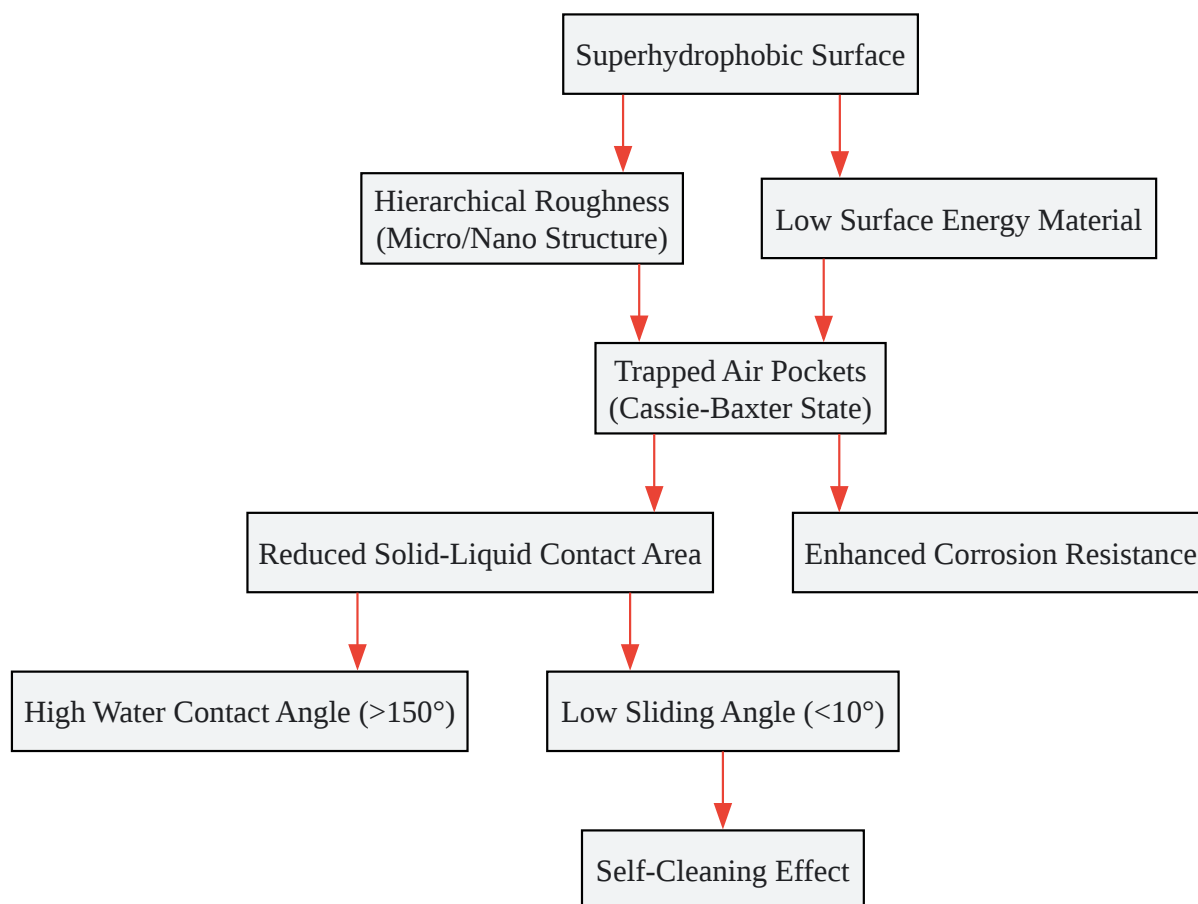 Superhydrophobic Surface
Hierarchical Roughness
(Micro/Nano Structure)
Low Surface Energy Material
Trapped Air Pockets
(Cassie-Baxter State)
Reduced Solid-Liquid Contact Area
Enhanced Corrosion Resistance
High Water Contact Angle (>150°)
Low Sliding Angle (<10°)
Self-Cleaning Effect